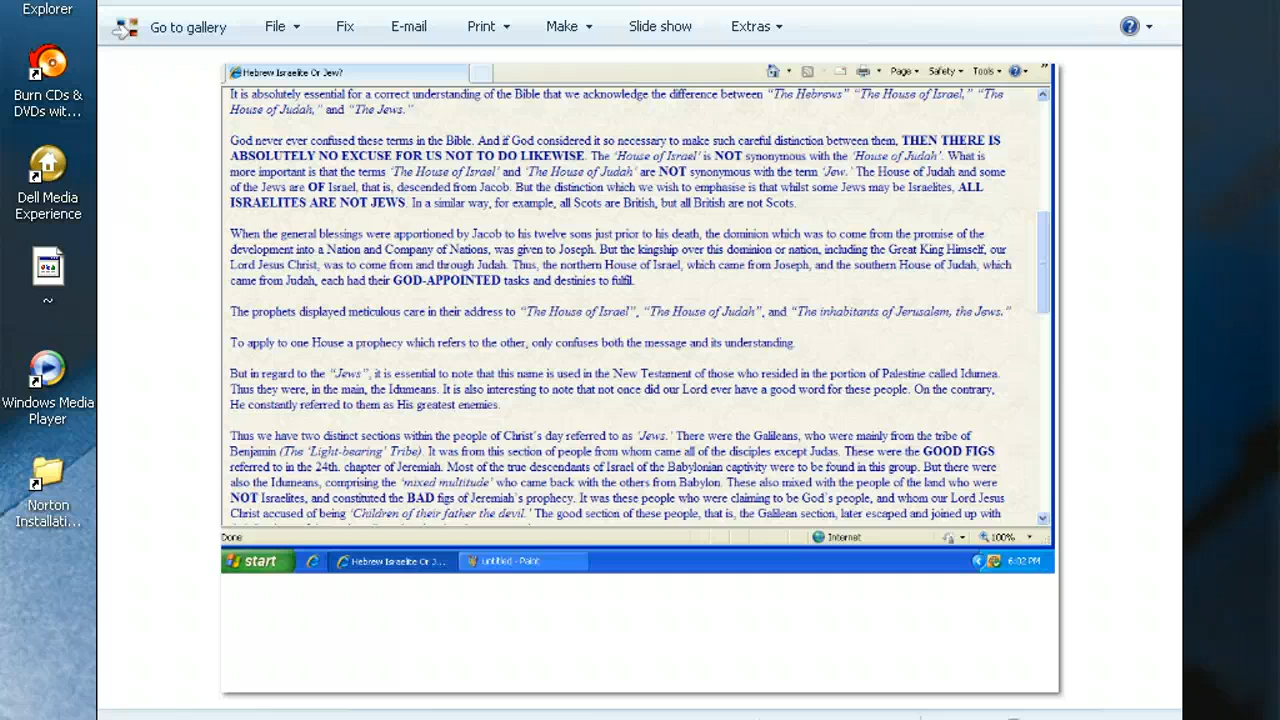 Explorer
Go to gallery
File
Fix
E-mail
Print
Make
Slide show
Extras
Burn CDs &
DVDs wit...
Dell Media
Experience
~
Windows Media
Player
Norton
Installati...
Hebrew Israelite Or Jew?
Page
Safety
Tools
It is absolutely essential for a correct understanding of the Bible that we acknowledge the difference between “The Hebrews” “The House of Israel,” “The
House of Judah,” and “The Jews.”
God never ever confused these terms in the Bible. And if God considered it so necessary to make such careful distinction between them, THEN THERE IS
ABSOLUTELY NO EXCUSE FOR US NOT TO DO LIKEWISE. The ‘House of Israel’ is NOT synonymous with the ‘House of Judah’. What is
more important is that the terms ‘The House of Israel’ and ‘The House of Judah’ are NOT synonymous with the term ‘Jew.’ The House of Judah and some
of the Jews are OF Israel, that is, descended from Jacob. But the distinction which we wish to emphasise is that whilst some Jews may be Israelites, ALL
ISRAELITES ARE NOT JEWS. In a similar way, for example, all Scots are British, but all British are not Scots.
When the general blessings were apportioned by Jacob to his twelve sons just prior to his death, the dominion which was to come from the promise of the
development into a Nation and Company of Nations, was given to Joseph. But the kingship over this dominion or nation, including the Great King Himself, our
Lord Jesus Christ, was to come from and through Judah. Thus, the northern House of Israel, which came from Joseph, and the southern House of Judah, which
came from Judah, each had their GOD-APPOINTED tasks and destinies to fulfil.
The prophets displayed meticulous care in their address to “The House of Israel”, “The House of Judah”, and “The inhabitants of Jerusalem, the Jews.”
To apply to one House a prophecy which refers to the other, only confuses both the message and its understanding.
But in regard to the “Jews”, it is essential to note that this name is used in the New Testament of those who resided in the portion of Palestine called Idumea.
Thus they were, in the main, the Idumeans. It is also interesting to note that not once did our Lord ever have a good word for these people. On the contrary,
He constantly referred to them as His greatest enemies.
Thus we have two distinct sections within the people of Christ’s day referred to as ‘Jews.’ There were the Galileans, who were mainly from the tribe of
Benjamin (The ‘Light-bearing’ Tribe). It was from this section of people from whom came all of the disciples except Judas. These were the GOOD FIGS
referred to in the 24th. chapter of Jeremiah. Most of the true descendants of Israel of the Babylonian captivity were to be found in this group. But there were
also the Idumeans, comprising the ‘mixed multitude’ who came back with the others from Babylon. These also mixed with the people of the land who were
NOT Israelites, and constituted the BAD figs of Jeremiah’s prophecy. It was these people who were claiming to be God’s people, and whom our Lord Jesus
Christ accused of being ‘Children of their father the devil.’ The good section of these people, that is, the Galilean section, later escaped and joined up with
Done
Internet
100%
start
Hebrew Israelite Or J...
untitled - Paint
6:02 PM